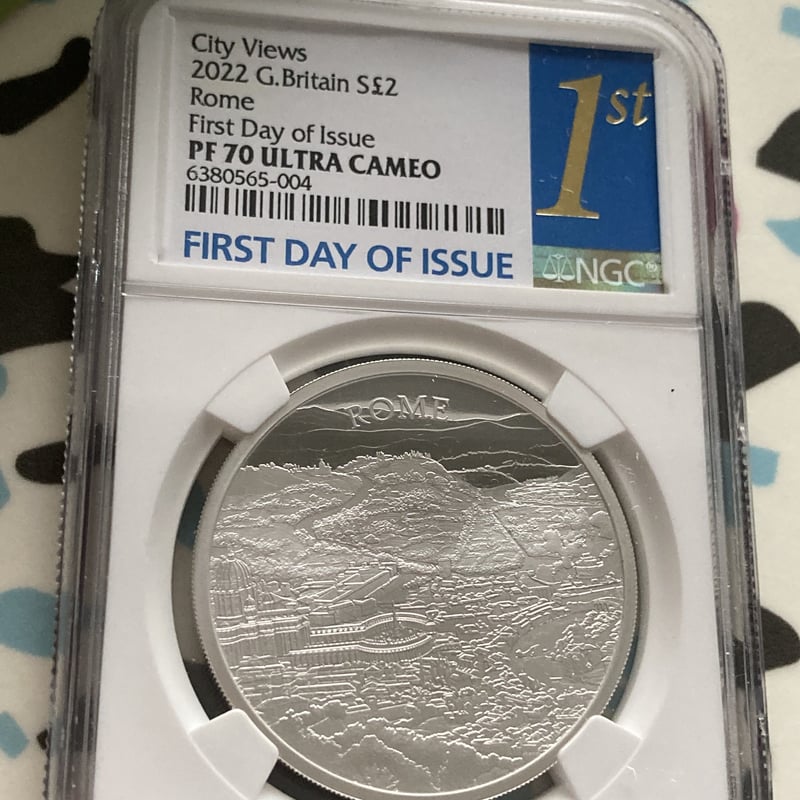 City Views
2022 G.Britain S£2
Rome
First Day of Issue
PF 70 ULTRA CAMEO
6380565-004
FIRST DAY OF ISSUE
1st
NGC®
ROME